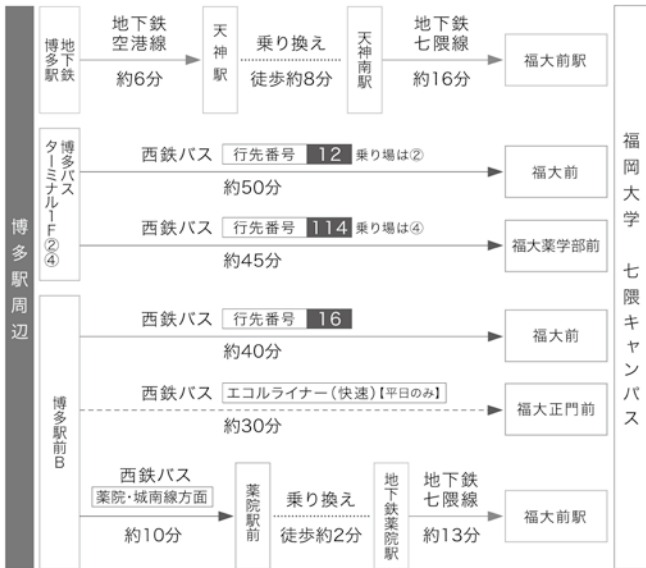 博多駅周辺
地下鉄
博多駅
地下鉄
空港線
約6分
天神駅
乗り換え
徒歩約8分
天神南駅
地下鉄
七隈線
約16分
福大前駅
博多バス
ターミナル1F②④
西鉄バス 行先番号 12 乗り場は②
約50分
福大前
西鉄バス 行先番号 114 乗り場は④
約45分
福大薬学部前
博多駅前B
西鉄バス 行先番号 16
約40分
福大前
西鉄バス エコルライナー(快速)【平日のみ】
約30分
福大正門前
西鉄バス
薬院・城南線方面
約10分
薬院駅前
乗り換え
徒歩約2分
地下鉄薬院駅
地下鉄
七隈線
約13分
福大前駅
福岡大学 七隈キャンパス